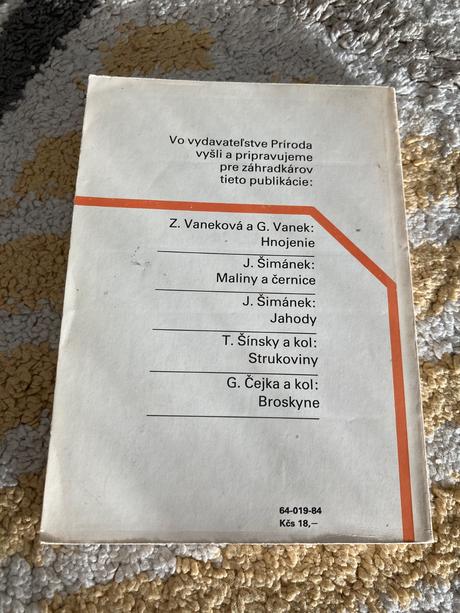 Vo vydavateľstve Príroda
vyšli a pripravujeme
pre záhradkárov
tieto publikácie:
Z. Vaneková a G. Vanek:
Hnojenie
J. Šimánek:
Maliny a černice
J. Šimánek:
Jahody
T. Šínsky a kol:
Strukoviny
G. Čejka a kol:
Broskyne
64-019-84
Kčs 18,—